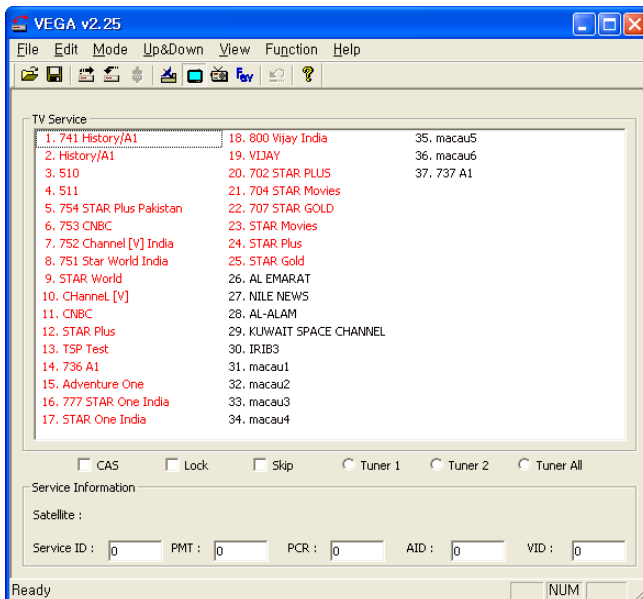 VEGA v2.25
File Edit Mode Up&Down View Function Help
Fav
TV Service
1. 741 History/A1
2. History/A1
3. 510
4. 511
5. 754 STAR Plus Pakistan
6. 753 CNBC
7. 752 Channel [V] India
8. 751 Star World India
9. STAR World
10. CHanneL [V]
11. CNBC
12. STAR Plus
13. TSP Test
14. 736 A1
15. Adventure One
16. 777 STAR One India
17. STAR One India
18. 800 Vijay India
19. VIJAY
20. 702 STAR PLUS
21. 704 STAR Movies
22. 707 STAR GOLD
23. STAR Movies
24. STAR Plus
25. STAR Gold
26. AL EMARAT
27. NILE NEWS
28. AL-ALAM
29. KUWAIT SPACE CHANNEL
30. IRIB3
31. macau1
32. macau2
33. macau3
34. macau4
35. macau5
36. macau6
37. 737 A1
CAS Lock Skip Tuner 1 Tuner 2 Tuner All
Service Information
Satellite :
Service ID : 0 PMT : 0 PCR : 0 AID : 0 VID : 0
Ready NUM